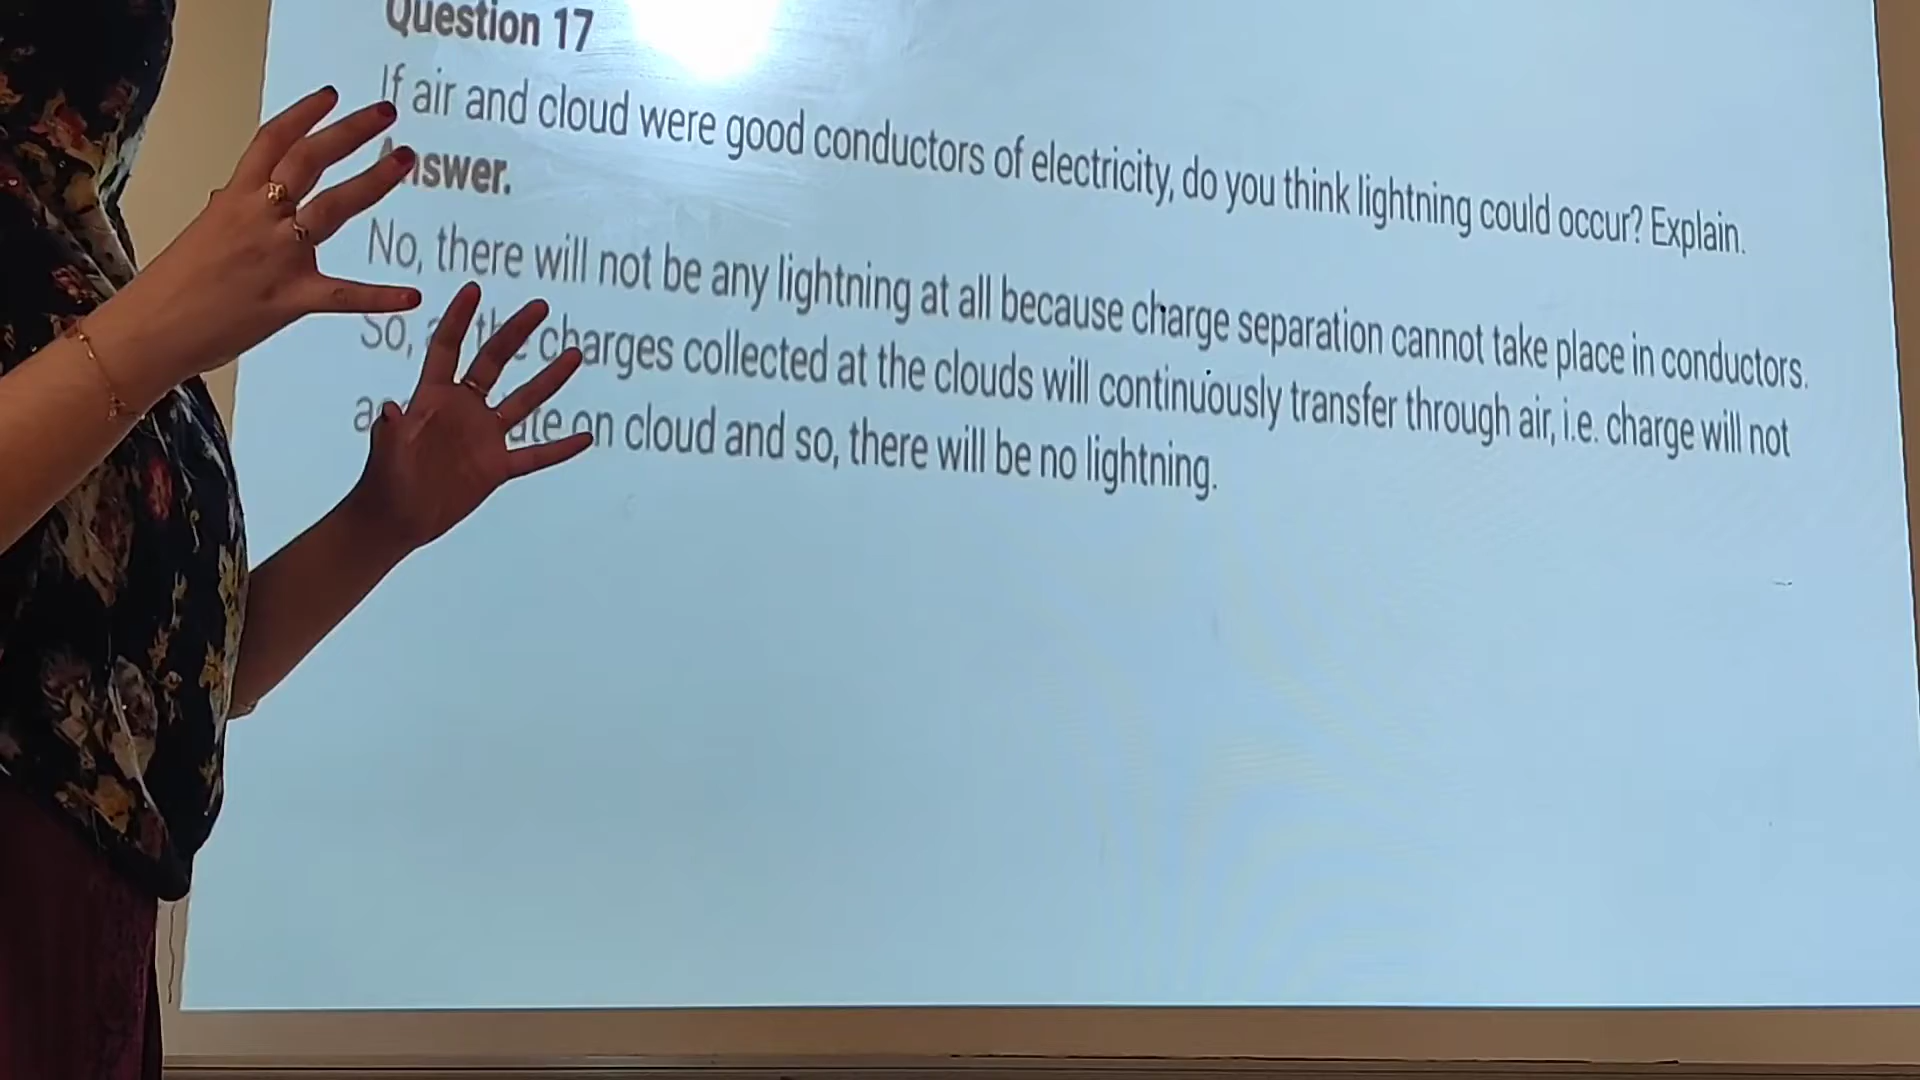 Question 17
If air and cloud were good conductors of electricity, do you think lightning could occur? Explain.
Answer.
No, there will not be any lightning at all because charge separation cannot take place in conductors.
So, the charges collected at the clouds will continuously transfer through air, i.e. charge will not
on cloud and so, there will be no lightning.